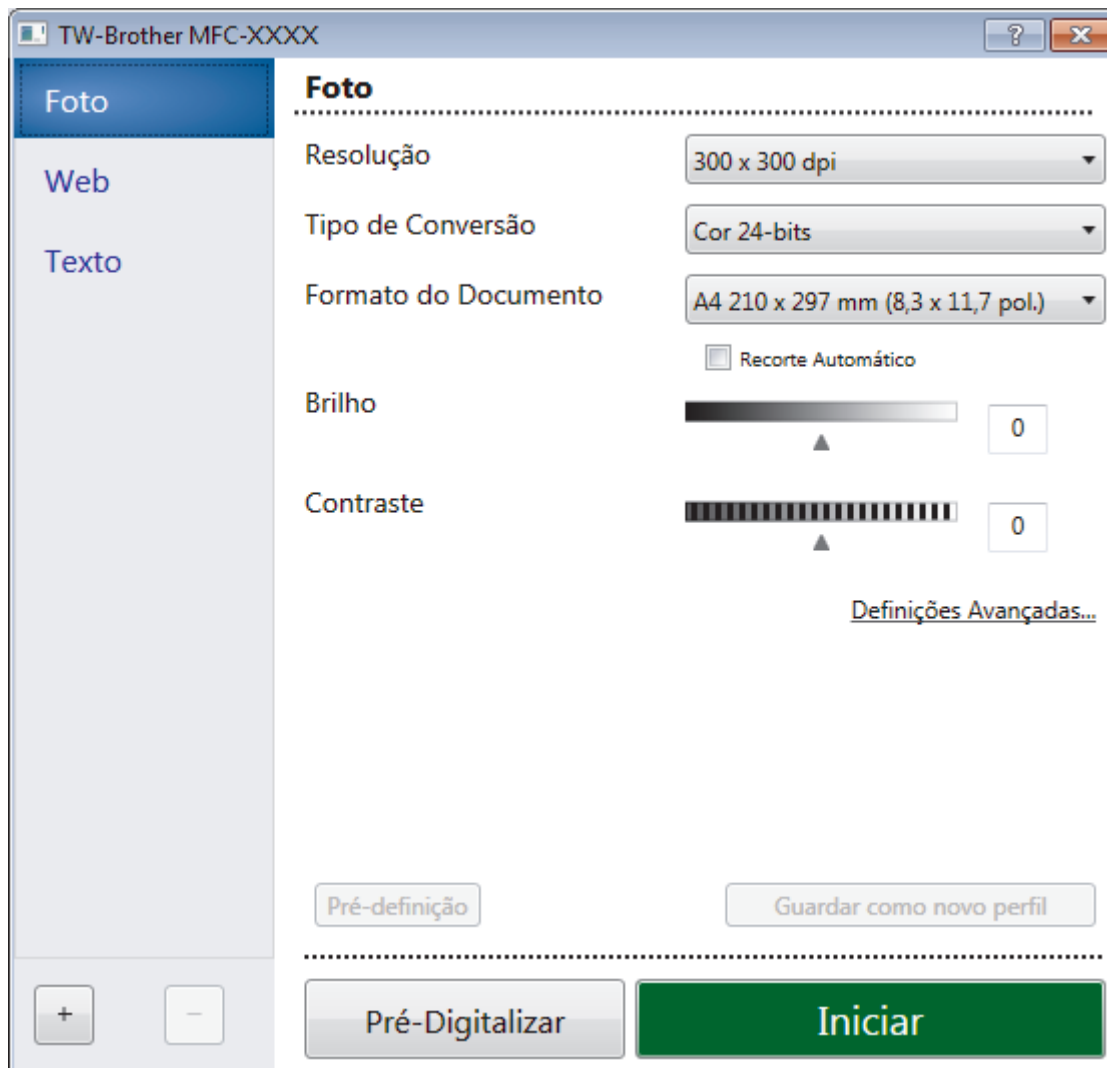 TW-Brother MFC-XXXX
?
Foto
Web
Texto
Foto
Resolução
300 x 300 dpi
Tipo de Conversão
Cor 24-bits
Formato do Documento
A4 210 x 297 mm (8,3 x 11,7 pol.)
Recorte Automático
Brilho
0
Contraste
0
Definições Avançadas...
Pré-definição
Guardar como novo perfil
+
−
Pré-Digitalizar
Iniciar